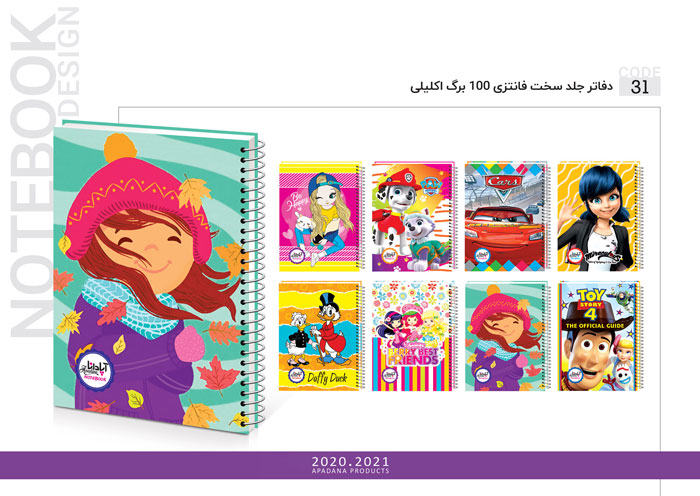 NOTEBOOK
DESIGN
CODE
31
دفاتر جلد سخت فانتزی 100 برگ اکلیلی
آپادانا
NOTEBOOK
Be
Happy
Cars
PAW
PATROL
Daffy Duck
BERRY BEST
FRIENDS
TOY
STORY
4
THE OFFICIAL GUIDE
2020.2021
APADANA PRODUCTS